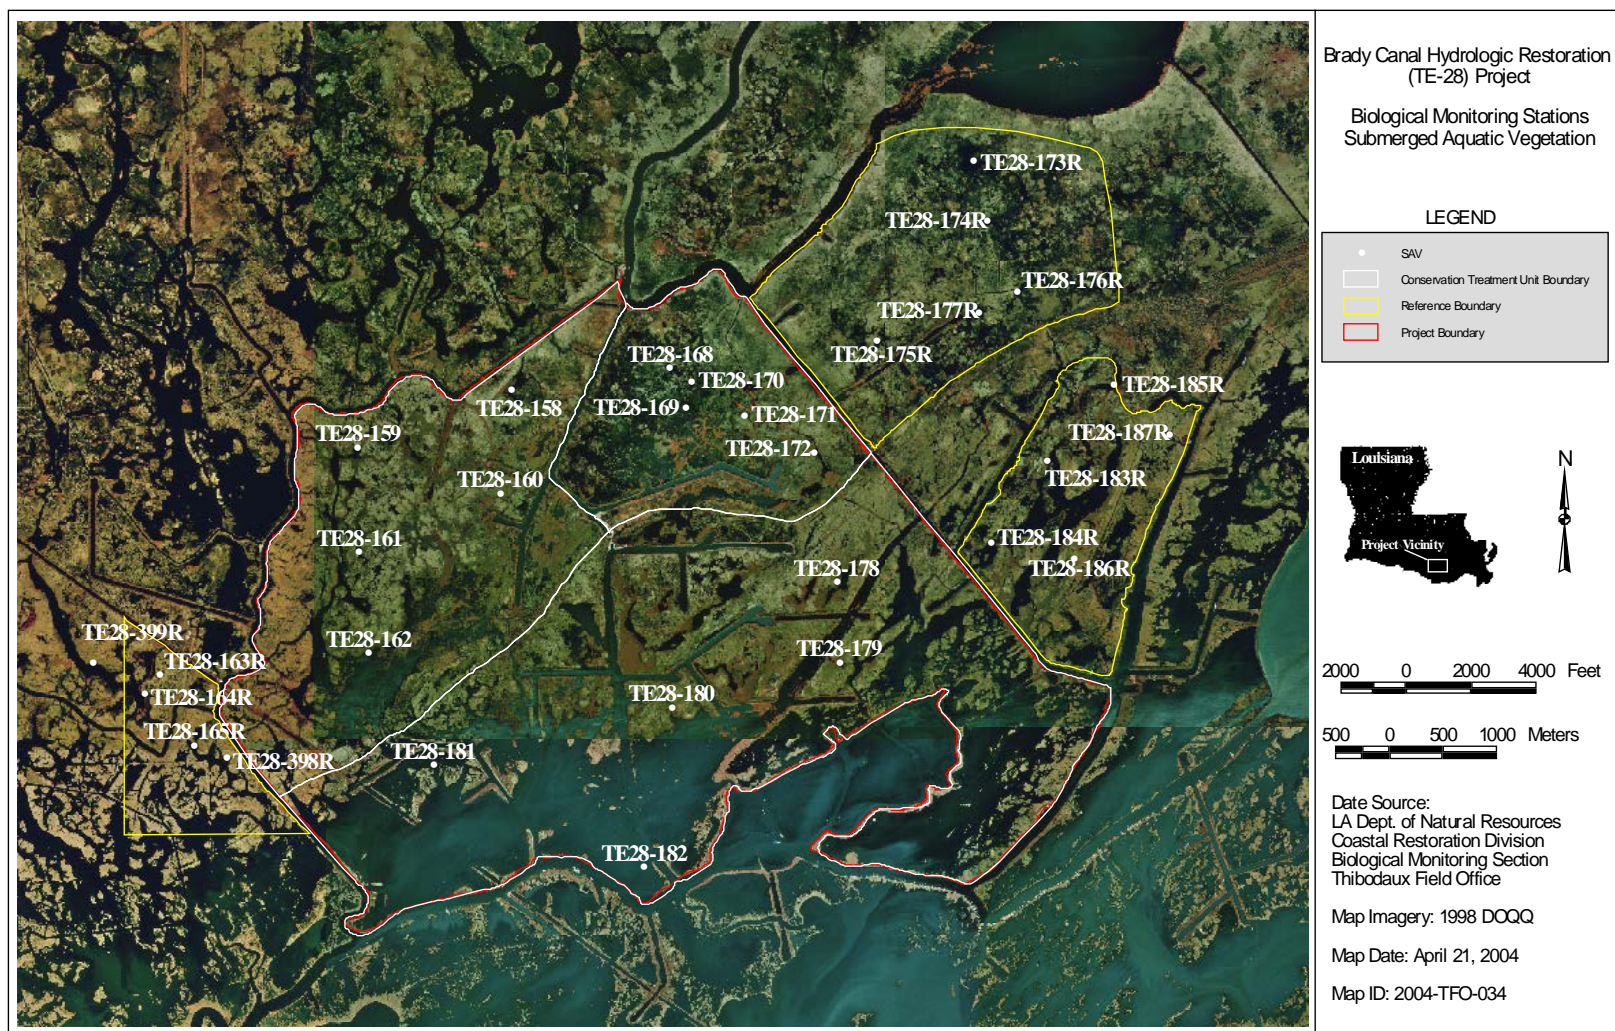 Brady Canal Hydrologic Restoration
(TE-28) Project
Biological Monitoring Stations
Submerged Aquatic Vegetation
LEGEND
SAV
Conservation Treatment Unit Boundary
Reference Boundary
Project Boundary
Louisiana
Project Vicinity
N
2000 0 2000 4000 Feet
500 0 500 1000 Meters
Date Source:
LA Dept. of Natural Resources
Coastal Restoration Division
Biological Monitoring Section
Thibodaux Field Office
Map Imagery: 1998 DOQQ
Map Date: April 21, 2004
Map ID: 2004-TFO-034
TE28-173R
TE28-174R
TE28-176R
TE28-177R
TE28-175R
TE28-168
TE28-170
TE28-169
TE28-171
TE28-172
TE28-158
TE28-159
TE28-160
TE28-161
TE28-162
TE28-185R
TE28-187R
TE28-183R
TE28-184R
TE28-186R
TE28-178
TE28-179
TE28-180
TE28-181
TE28-182
TE28-399R
TE28-163R
TE28-164R
TE28-165R
TE28-398R